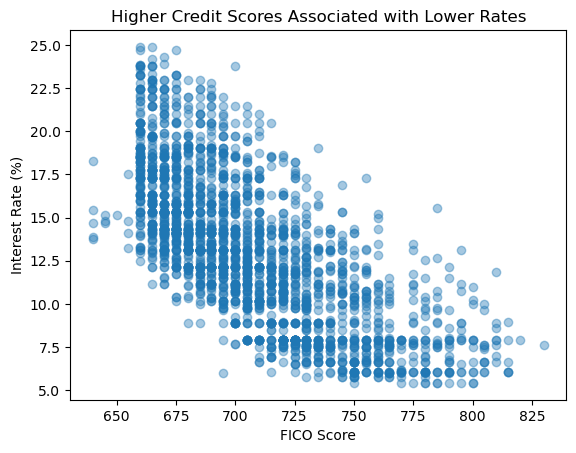 Higher Credit Scores Associated with Lower Rates
25.0
22.5
20.0
17.5
15.0
12.5
10.0
7.5
5.0
Interest Rate (%)
650 675 700 725 750 775 800 825
FICO Score